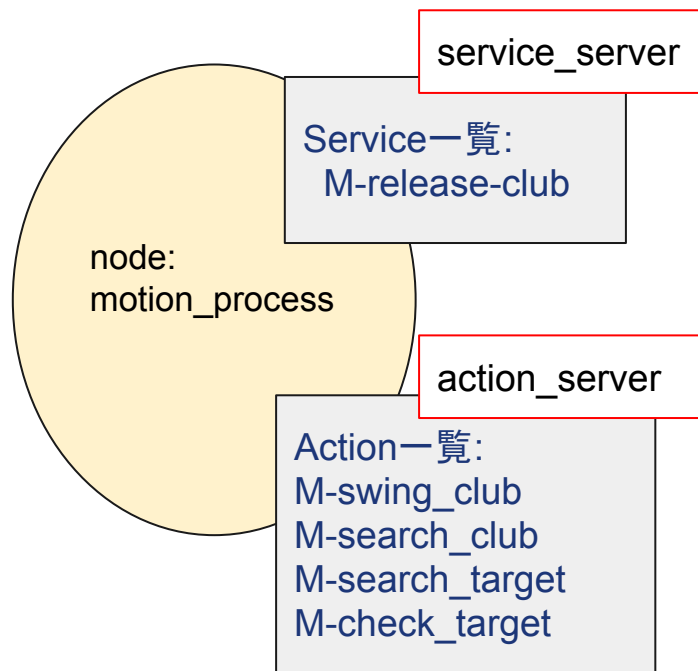 service_server
Service一覧:
M-release-club
node:
motion_process
action_server
Action一覧:
M-swing_club
M-search_club
M-search_target
M-check_target